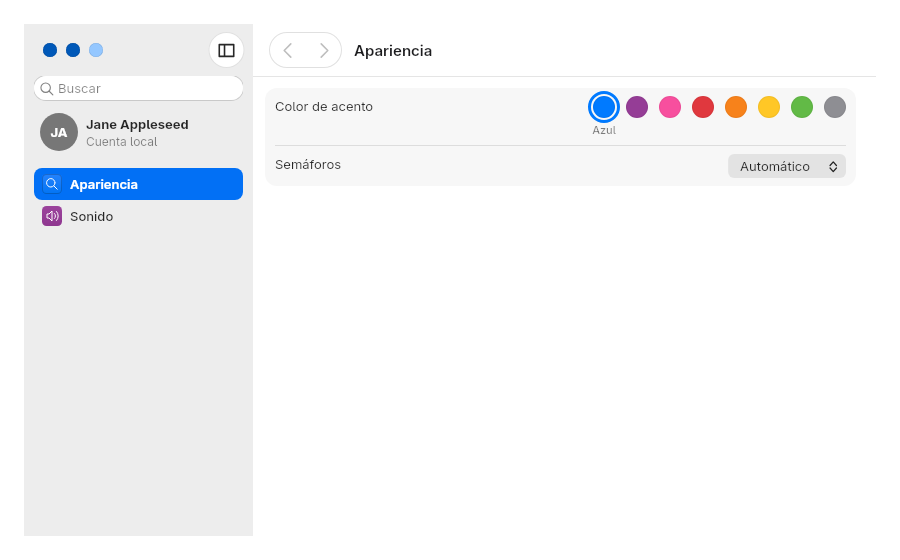 Buscar
JA
Jane Appleseed
Cuenta local
Apariencia
Sonido
Apariencia
Color de acento
Azul
Semáforos
Automático